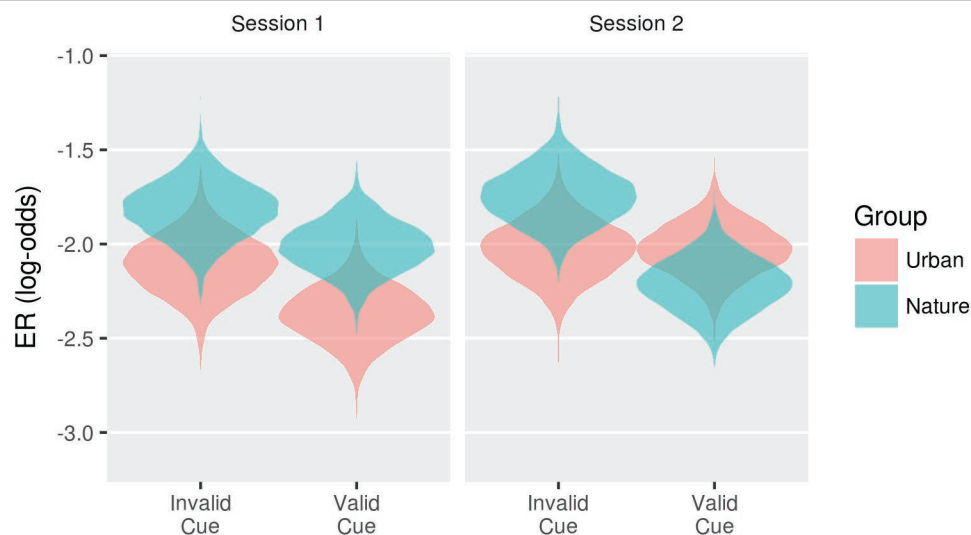 Session 1
Session 2
ER (log-odds)
-1.0
-1.5
-2.0
-2.5
-3.0
Invalid
Cue
Valid
Cue
Invalid
Cue
Valid
Cue
Group
Urban
Nature